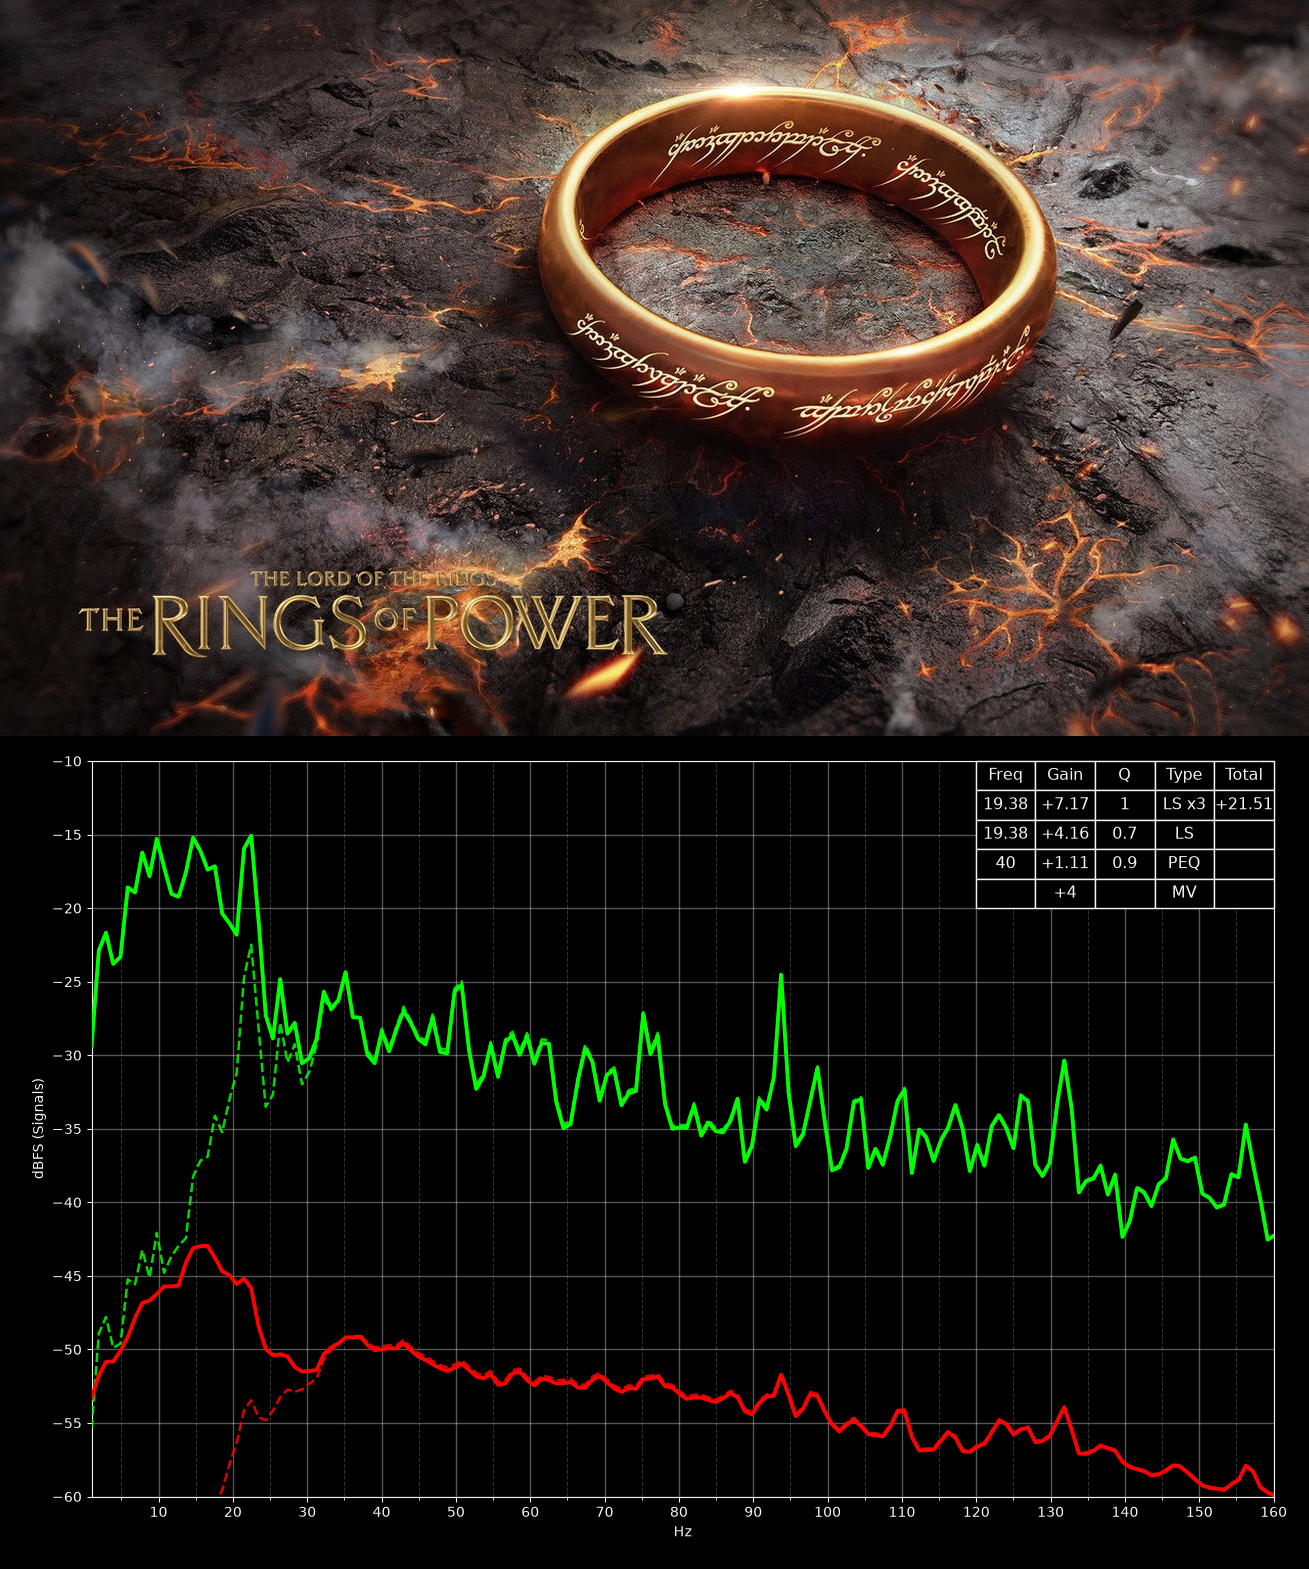 THE LORD OF THE RINGS
THE RINGS OF POWER
Freq Gain Q Type Total
19.38 +7.17 1 LS x3 +21.51
19.38 +4.16 0.7 LS
40 +1.11 0.9 PEQ
+4 MV
−10
−15
−20
−25
−30
−35
−40
−45
−50
−55
−60
dBFS (Signals)
10 20 30 40 50 60 70 80 90 100 110 120 130 140 150 160
Hz